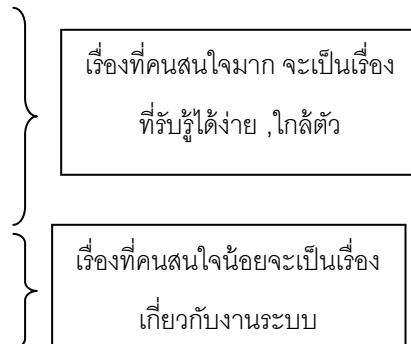 เรื่องที่คนสนใจมาก จะเป็นเรื่อง
ที่รับรู้ได้ง่าย ,ใกล้ตัว
เรื่องที่คนสนใจน้อยจะเป็นเรื่อง
เกี่ยวกับงานระบบ